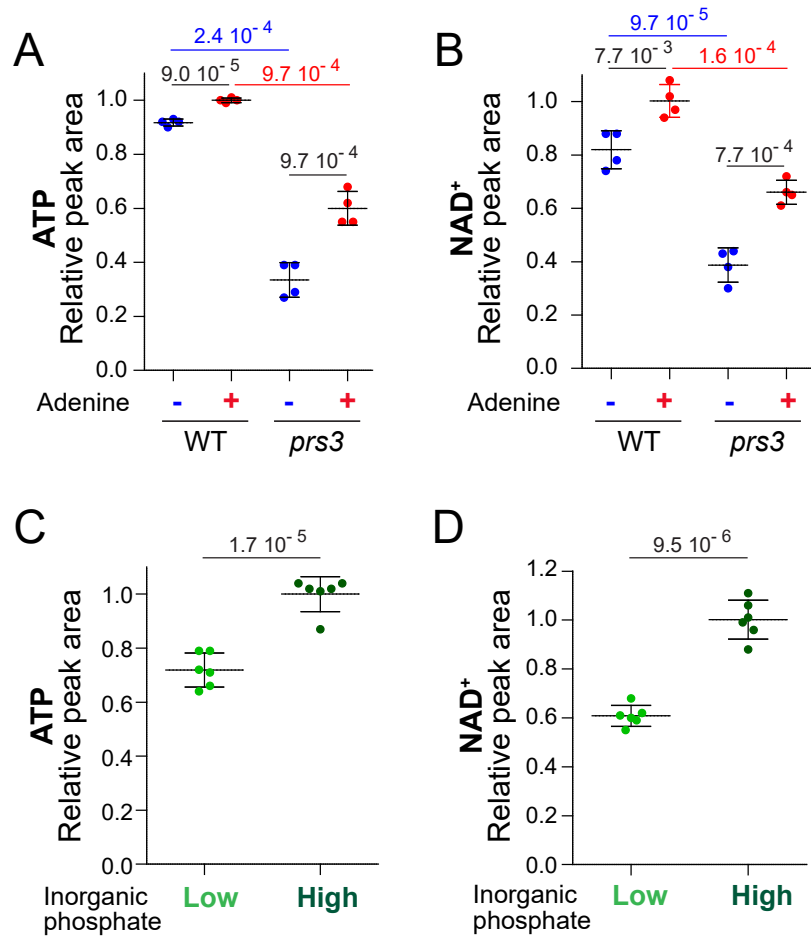 A
2.4 10⁻⁴
9.0 10⁻⁵
9.7 10⁻⁴
9.7 10⁻⁴
ATP
Relative peak area
1.0
0.8
0.6
0.4
0.2
0.0
Adenine - + - +
WT prs3
B
9.7 10⁻⁵
7.7 10⁻³
1.6 10⁻⁴
7.7 10⁻⁴
NAD⁺
Relative peak area
1.0
0.8
0.6
0.4
0.2
0.0
Adenine - + - +
WT prs3
C
1.7 10⁻⁵
ATP
Relative peak area
1.0
0.8
0.6
0.4
0.2
0.0
Inorganic
phosphate
Low High
D
9.5 10⁻⁶
NAD⁺
Relative peak area
1.2
1.0
0.8
0.6
0.4
0.2
0.0
Inorganic
phosphate
Low High